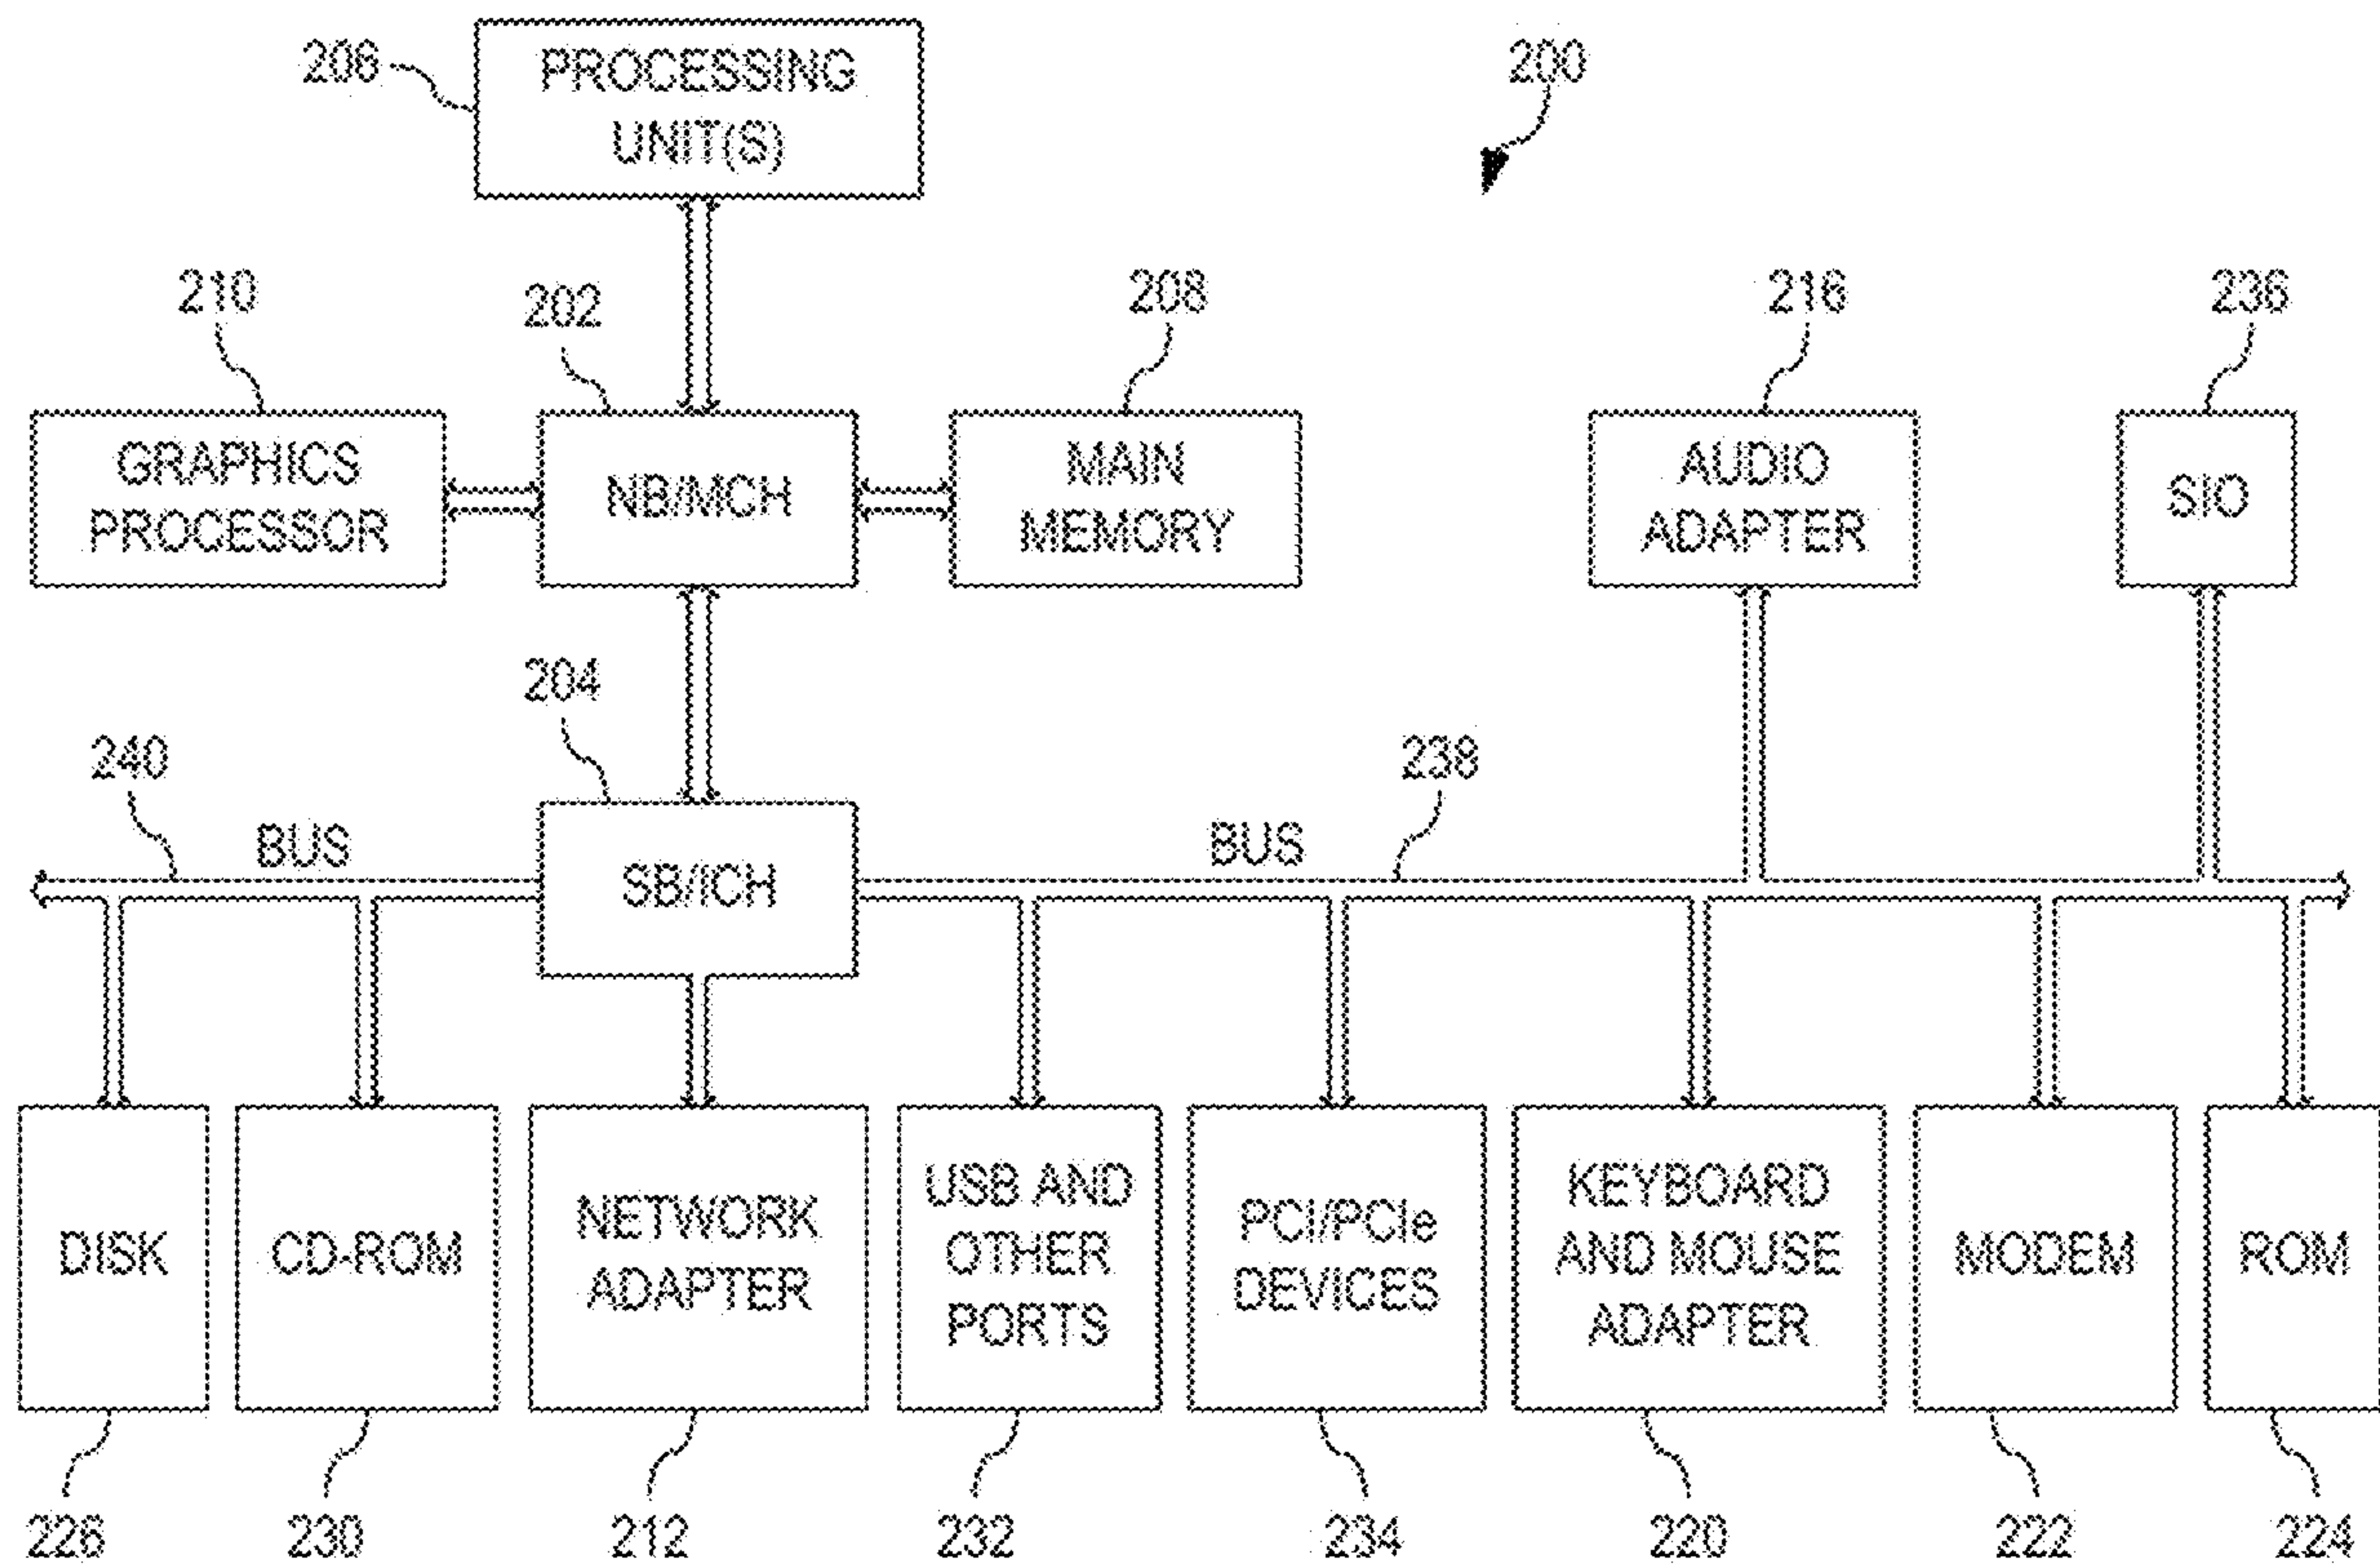 206
PROCESSING
UNIT(S)
200
210
202
208
216
236
GRAPHICS
PROCESSOR
NB/MCH
MAIN
MEMORY
AUDIO
ADAPTER
SIO
204
240
BUS
SB/ICH
BUS
238
DISK
CD-ROM
NETWORK
ADAPTER
USB AND
OTHER
PORTS
PCI/PCIe
DEVICES
KEYBOARD
AND MOUSE
ADAPTER
MODEM
ROM
226
230
212
232
234
220
222
224